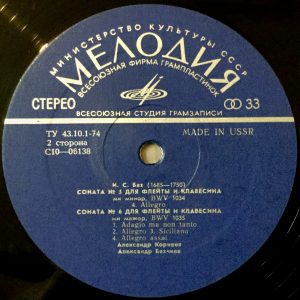 МИНИСТЕРСТВО КУЛЬТУРЫ СССР
МЕЛОДИЯ
ВСЕСОЮЗНАЯ ФИРМА ГРАМПЛАСТИНОК
СТЕРЕО
33
ВСЕСОЮЗНАЯ СТУДИЯ ГРАМЗАПИСИ
ТУ 43.10.1-74
MADE IN USSR
2 сторона
С10—06138
И. С. Бах (1685—1750)
СОНАТА № 5 ДЛЯ ФЛЕЙТЫ И КЛАВЕСИНА
ми минор, BWV 1034
4. Allegro
СОНАТА № 6 ДЛЯ ФЛЕЙТЫ И КЛАВЕСИНА
ми мажор, BWV 1035
1. Adagio ma non tanto
2. Allegro 3. Siciliana
4. Allegro assai
Александр Корнеев
Александр Бахчиев